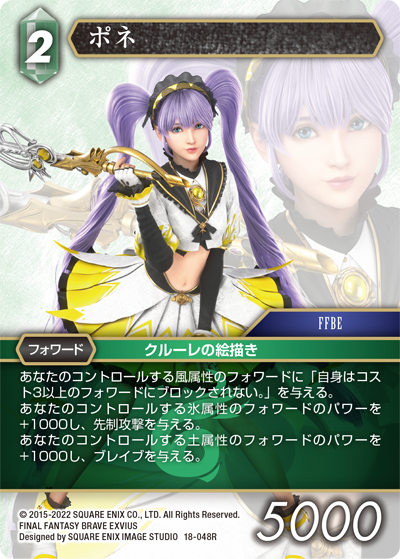 2
ポネ
FFBE
フォワード
クルーレの絵描き
あなたのコントロールする風属性のフォワードに「自身はコス
ト3以上のフォワードにブロックされない。」を与える。
あなたのコントロールする氷属性のフォワードのパワーを
+1000し、先制攻撃を与える。
あなたのコントロールする土属性のフォワードのパワーを
+1000し、ブレイブを与える。
© 2015-2022 SQUARE ENIX CO., LTD. All Rights Reserved.
FINAL FANTASY BRAVE EXVIUS
Designed by SQUARE ENIX IMAGE STUDIO 18-048R
5000